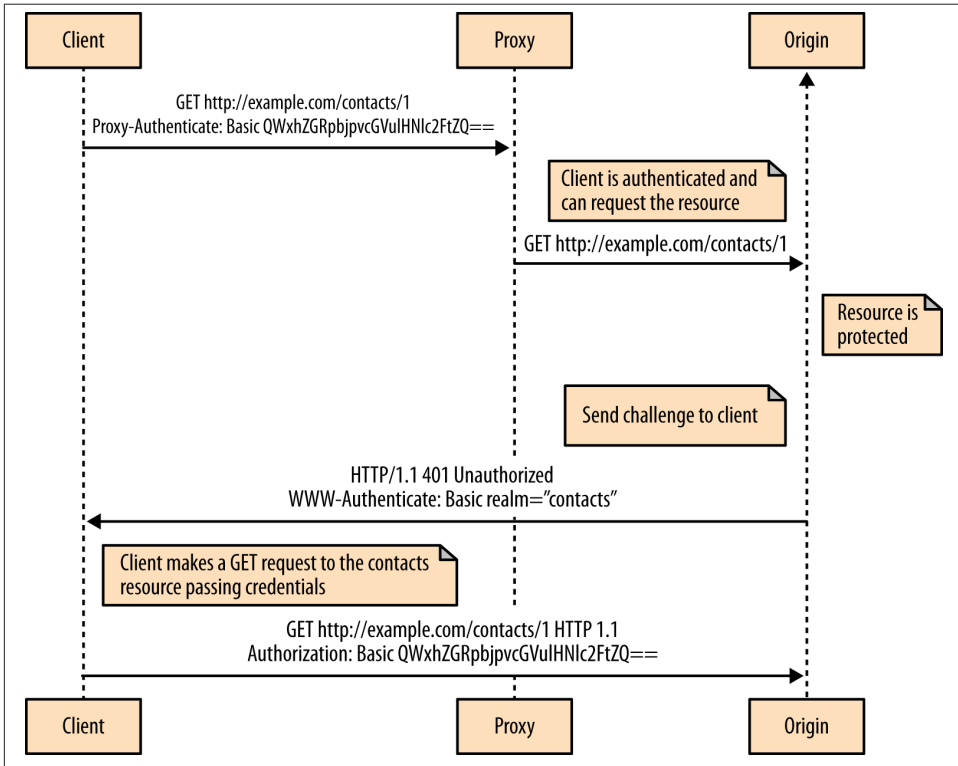 Client
Proxy
Origin
GET http://example.com/contacts/1
Proxy-Authenticate: Basic QWxhZGRpbjpvcGVuIHNlc2FtZQ==
Client is authenticated and
can request the resource
GET http://example.com/contacts/1
Resource is
protected
Send challenge to client
HTTP/1.1 401 Unauthorized
WWW-Authenticate: Basic realm=”contacts”
Client makes a GET request to the contacts
resource passing credentials
GET http://example.com/contacts/1 HTTP 1.1
Authorization: Basic QWxhZGRpbjpvcGVuIHNlc2FtZQ==
Client
Proxy
Origin